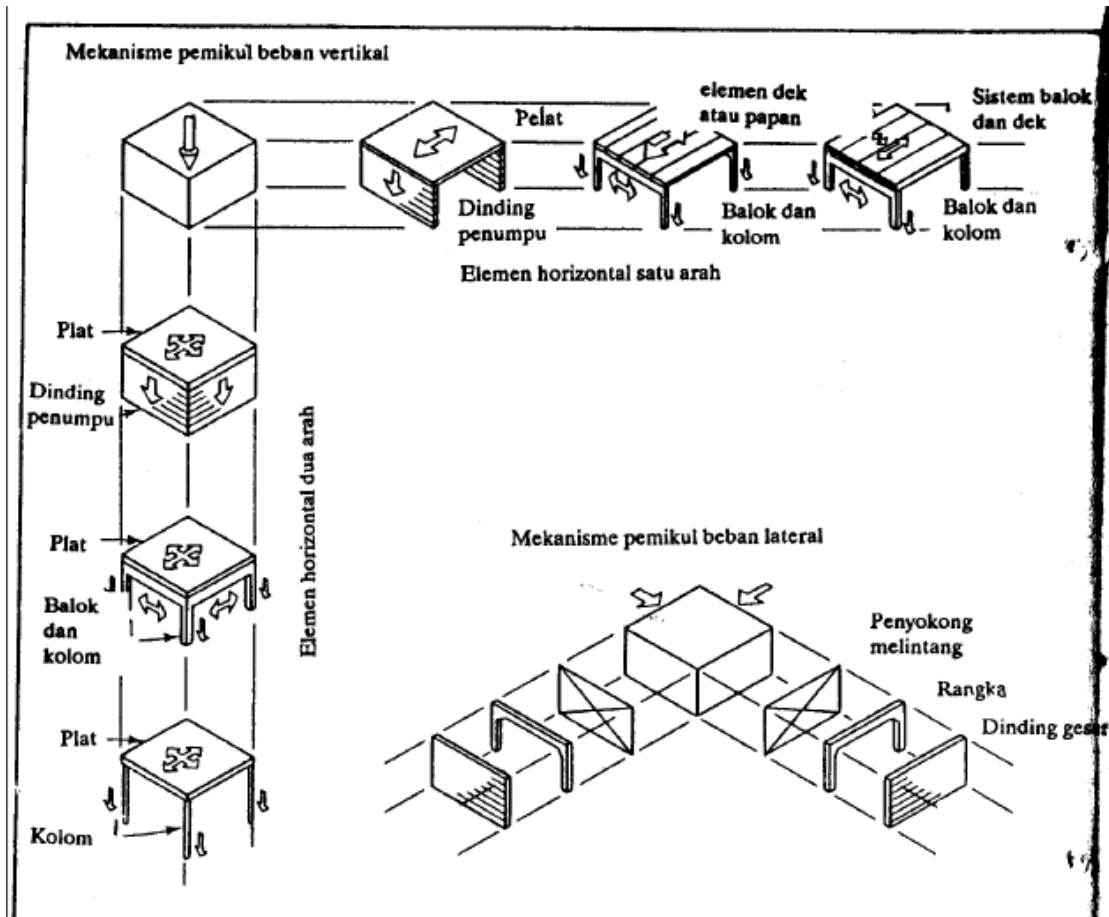 Mekanisme pemikul beban vertikal
Pelat
elemen dek
atau papan
Sistem balok
dan dek
Dinding
penumpu
Balok dan
kolom
Balok dan
kolom
Elemen horizontal satu arah
Plat
Dinding
penumpu
Elemen horizontal dua arah
Plat
Balok
dan
kolom
Plat
Kolom
Mekanisme pemikul beban lateral
Penyokong
melintang
Rangka
Dinding geser